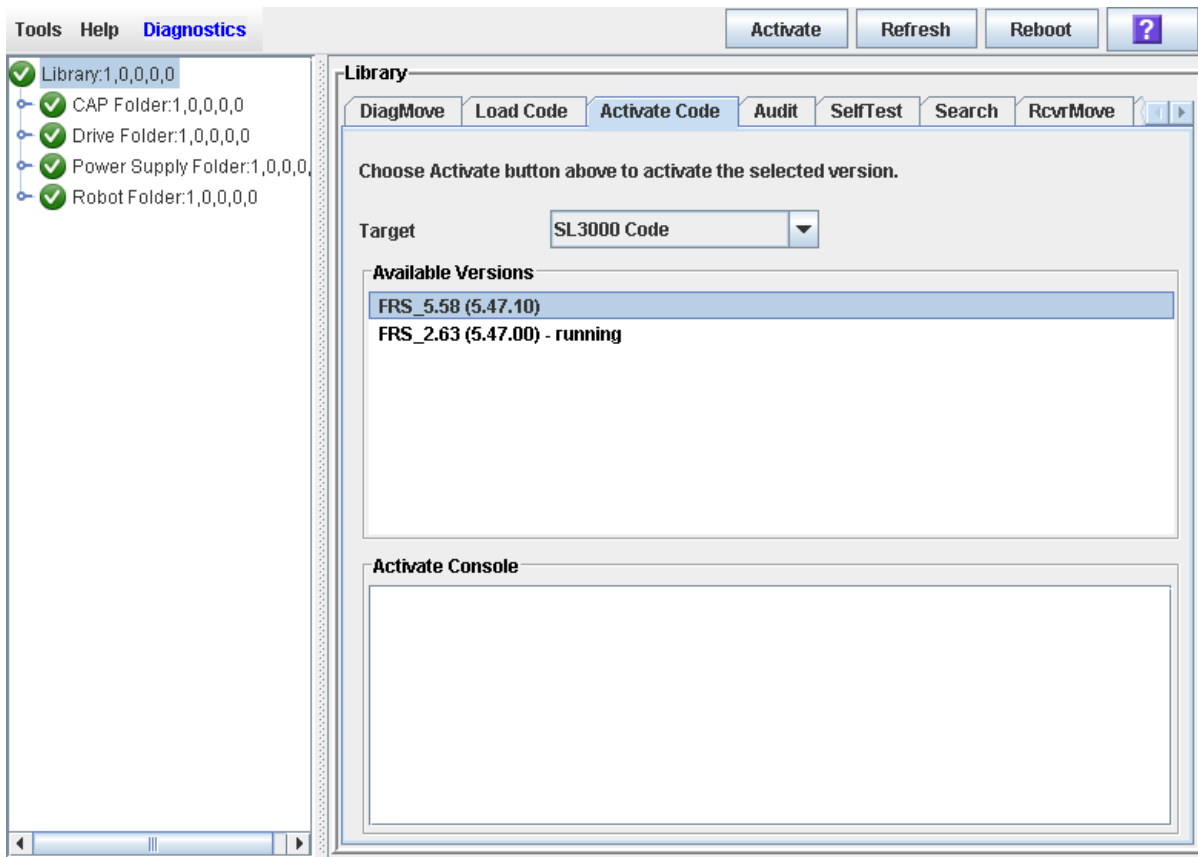 Tools Help Diagnostics
Activate Refresh Reboot ?
Library:1,0,0,0,0
CAP Folder:1,0,0,0,0
Drive Folder:1,0,0,0,0
Power Supply Folder:1,0,0,0,
Robot Folder:1,0,0,0,0
Library
DiagMove Load Code Activate Code Audit SelfTest Search RcvrMove
Choose Activate button above to activate the selected version.
Target SL3000 Code
Available Versions
FRS_5.58 (5.47.10)
FRS_2.63 (5.47.00) - running
Activate Console